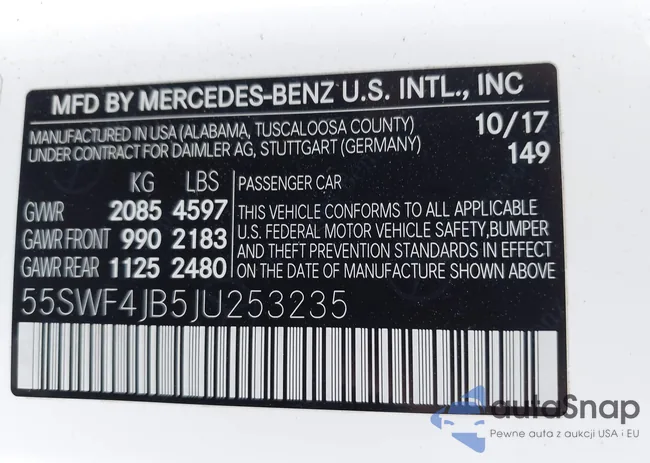 MFD BY MERCEDES-BENZ U.S. INTL., INC
MANUFACTURED IN USA (ALABAMA, TUSCALOOSA COUNTY)
UNDER CONTRACT FOR DAIMLER AG, STUTTGART (GERMANY)
10/17
149
KG LBS
GVWR 2085 4597
GAWR FRONT 990 2183
GAWR REAR 1125 2480
PASSENGER CAR
THIS VEHICLE CONFORMS TO ALL APPLICABLE
U.S. FEDERAL MOTOR VEHICLE SAFETY,BUMPER
AND THEFT PREVENTION STANDARDS IN EFFECT
ON THE DATE OF MANUFACTURE SHOWN ABOVE
55SWF4JB5JU253235
autoSnap
Pewne auta z aukcji USA i EU